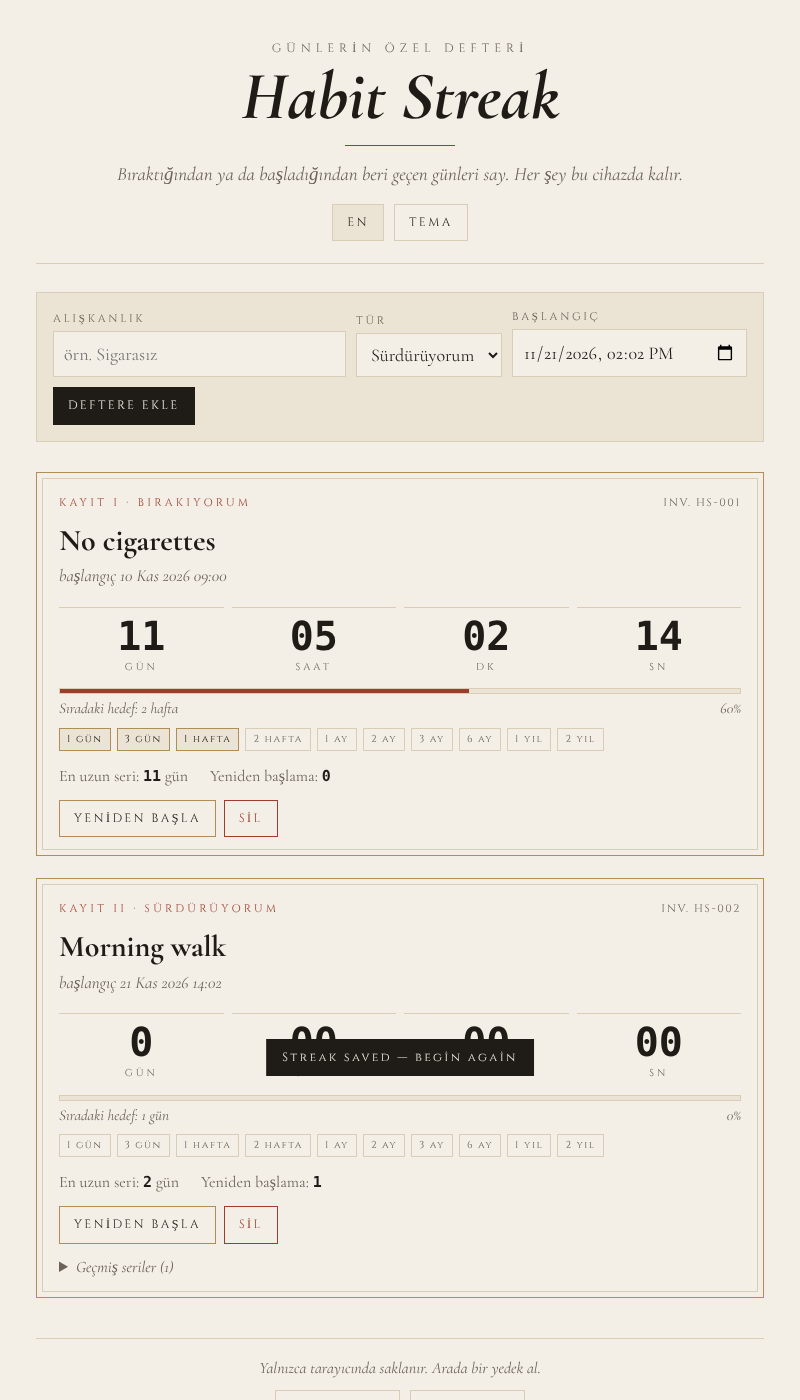 GÜNLERİN ÖZEL DEFTERİ
Habit Streak
Bıraktığından ya da başladığından beri geçen günleri say. Her şey bu cihazda kalır.
EN TEMA
ALIŞKANLIK TÜR BAŞLANGIÇ
örn. Sigarasız Sürdürüyorum 11/21/2026, 02:02 PM
DEFTERE EKLE
KAYIT I · BIRAKIYORUM INV. HS-001
No cigarettes
başlangıç 10 Kas 2026 09:00
11 05 02 14
GÜN SAAT DK SN
Sıradaki hedef: 2 hafta 60%
1 GÜN 3 GÜN 1 HAFTA 2 HAFTA 1 AY 2 AY 3 AY 6 AY 1 YIL 2 YIL
En uzun seri: 11 gün Yeniden başlama: 0
YENİDEN BAŞLA SİL
KAYIT II · SÜRDÜRÜYORUM INV. HS-002
Morning walk
başlangıç 21 Kas 2026 14:02
0 00 00 00
STREAK SAVED — BEGİN AGAİN
GÜN SN
Sıradaki hedef: 1 gün 0%
1 GÜN 3 GÜN 1 HAFTA 2 HAFTA 1 AY 2 AY 3 AY 6 AY 1 YIL 2 YIL
En uzun seri: 2 gün Yeniden başlama: 1
YENİDEN BAŞLA SİL
Geçmiş seriler (1)
Yalnızca tarayıcında saklanır. Arada bir yedek al.